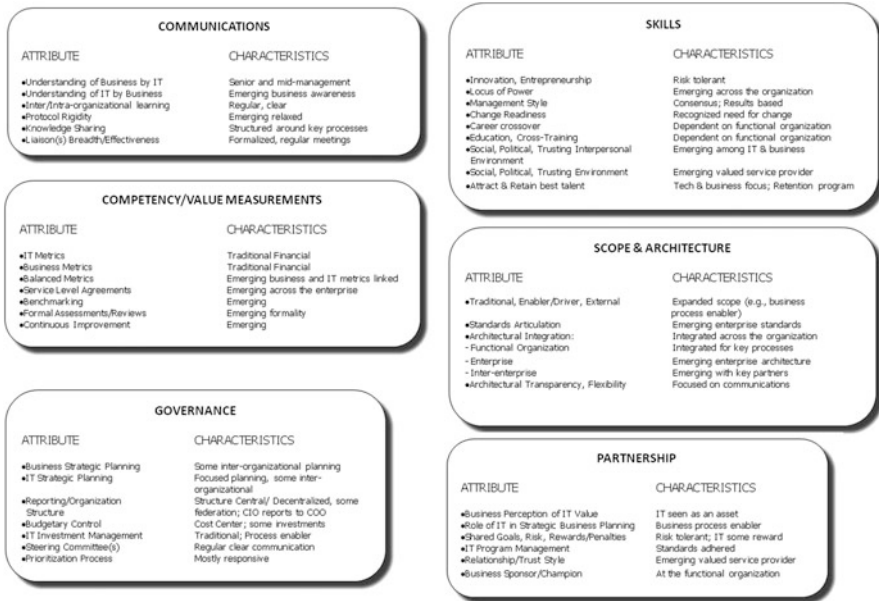 COMMUNICATIONS
ATTRIBUTE CHARACTERISTICS
•Understanding of Business by IT Senior and mid-management
•Understanding of IT by Business Emerging business awareness
•Inter/Intra-organizational learning Regular, clear
•Protocol Rigidity Emerging relaxed
•Knowledge Sharing Structured around key processes
•Liaison(s) Breadth/Effectiveness Formalized, regular meetings
COMPETENCY/VALUE MEASUREMENTS
ATTRIBUTE CHARACTERISTICS
•IT Metrics Traditional Financial
•Business Metrics Traditional Financial
•Balanced Metrics Emerging business and IT metrics linked
•Service Level Agreements Emerging across the enterprise
•Benchmarking Emerging
•Formal Assessments/Reviews Emerging formality
•Continuous Improvement Emerging
GOVERNANCE
ATTRIBUTE CHARACTERISTICS
•Business Strategic Planning Some inter-organizational planning
•IT Strategic Planning Focused planning, some inter-
organizational
•Reporting/Organization Structure Central/ Decentralized, some
Structure federation; CIO reports to COO
•Budgetary Control Cost Center; some investments
•IT Investment Management Traditional; Process enabler
•Steering Committee(s) Regular clear communication
•Prioritization Process Mostly responsive
SKILLS
ATTRIBUTE CHARACTERISTICS
•Innovation, Entrepreneurship Risk tolerant
•Locus of Power Emerging across the organization
•Management Style Consensus; Results based
•Change Readiness Recognized need for change
•Career crossover Dependent on functional organization
•Education, Cross-Training Dependent on functional organization
•Social, Political, Trusting Interpersonal Emerging among IT & business
Environment
•Social, Political, Trusting Environment Emerging valued service provider
•Attract & Retain best talent Tech & business focus; Retention program
SCOPE & ARCHITECTURE
ATTRIBUTE CHARACTERISTICS
•Traditional, Enabler/Driver, External Expanded scope (e.g., business
process enabler)
•Standards Articulation Emerging enterprise standards
•Architectural Integration: Integrated across the organization
- Functional Organization Integrated for key processes
- Enterprise Emerging enterprise architecture
- Inter-enterprise Emerging with key partners
•Architectural Transparency, Flexibility Focused on communications
PARTNERSHIP
ATTRIBUTE CHARACTERISTICS
•Business Perception of IT Value IT seen as an asset
•Role of IT in Strategic Business Planning Business process enabler
•Shared Goals, Risk, Rewards/Penalties Risk tolerant; IT some reward
•IT Program Management Standards adhered
•Relationship/Trust Style Emerging valued service provider
•Business Sponsor/Champion At the functional organization